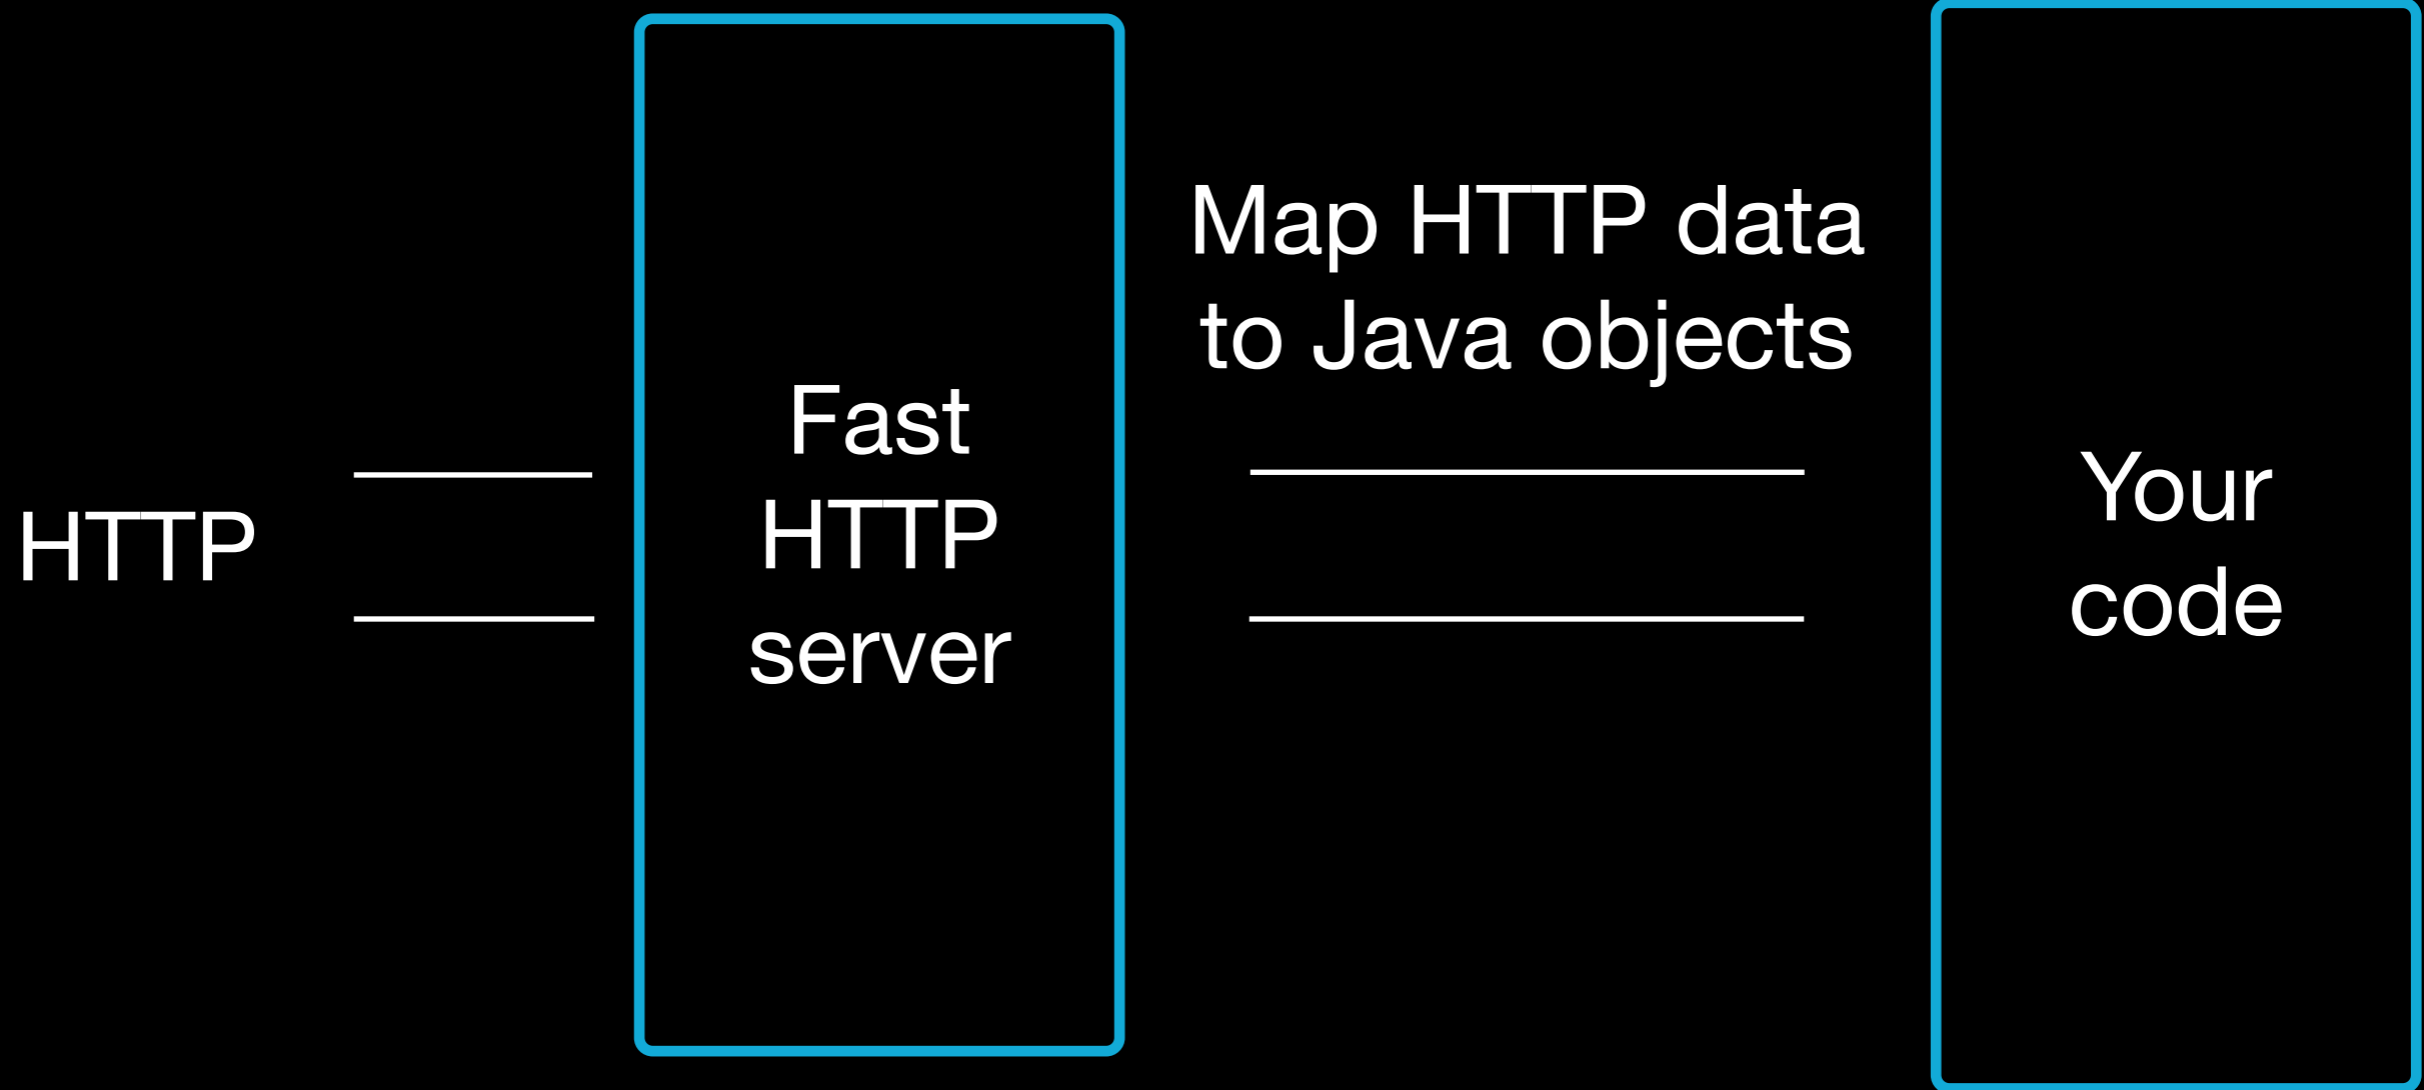 HTTP
Fast
HTTP
server
Map HTTP data
to Java objects
Your
code